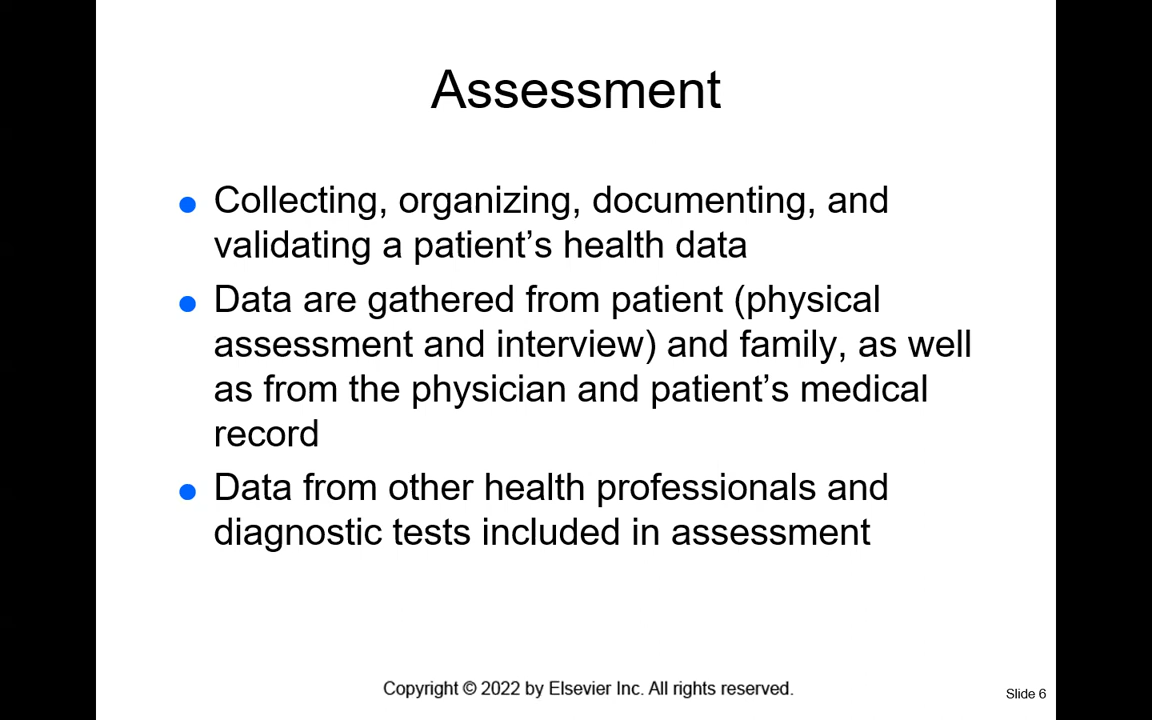 Assessment
Collecting, organizing, documenting, and
validating a patient’s health data
Data are gathered from patient (physical
assessment and interview) and family, as well
as from the physician and patient’s medical
record
Data from other health professionals and
diagnostic tests included in assessment
Copyright © 2022 by Elsevier Inc. All rights reserved.
Slide 6